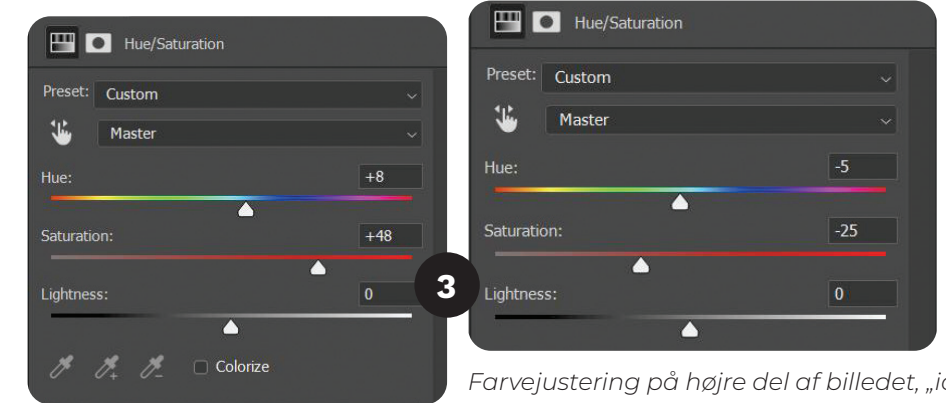 Hue/Saturation
Preset: Custom
Master
Hue: +8
Saturation: +48
Lightness: 0
Colorize
3
Hue/Saturation
Preset: Custom
Master
Hue: -5
Saturation: -25
Lightness: 0
Farvejustering på højre del af billedet,